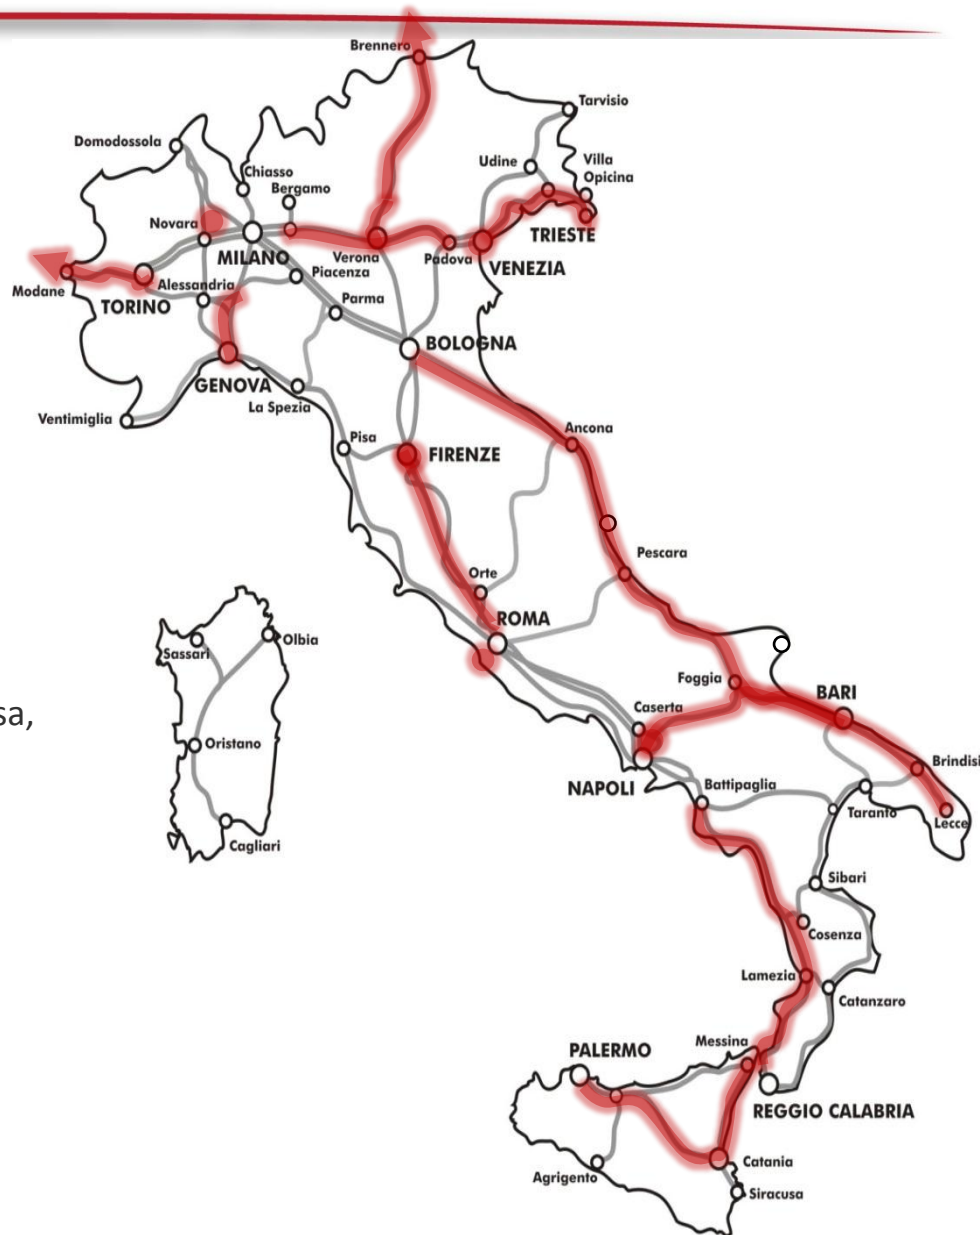 Brennero
Tarvisio
Domodossola
Udine
Villa
Opicina
Chiasso
Bergamo
Novara
TRIESTE
MILANO
Verona
Padova
VENEZIA
Piacenza
Modane
Alessandria
TORINO
Parma
BOLOGNA
GENOVA
La Spezia
Ventimiglia
Ancona
Pisa
FIRENZE
Pescara
Orte
ROMA
Olbia
Sassari
Foggia
BARI
sa,
Caserta
Oristano
Brindisi
NAPOLI
Battipaglia
Taranto
Lecce
Cagliari
Sibari
Cosenza
Lamezia
Catanzaro
Messina
PALERMO
REGGIO CALABRIA
Catania
Agrigento
Siracusa